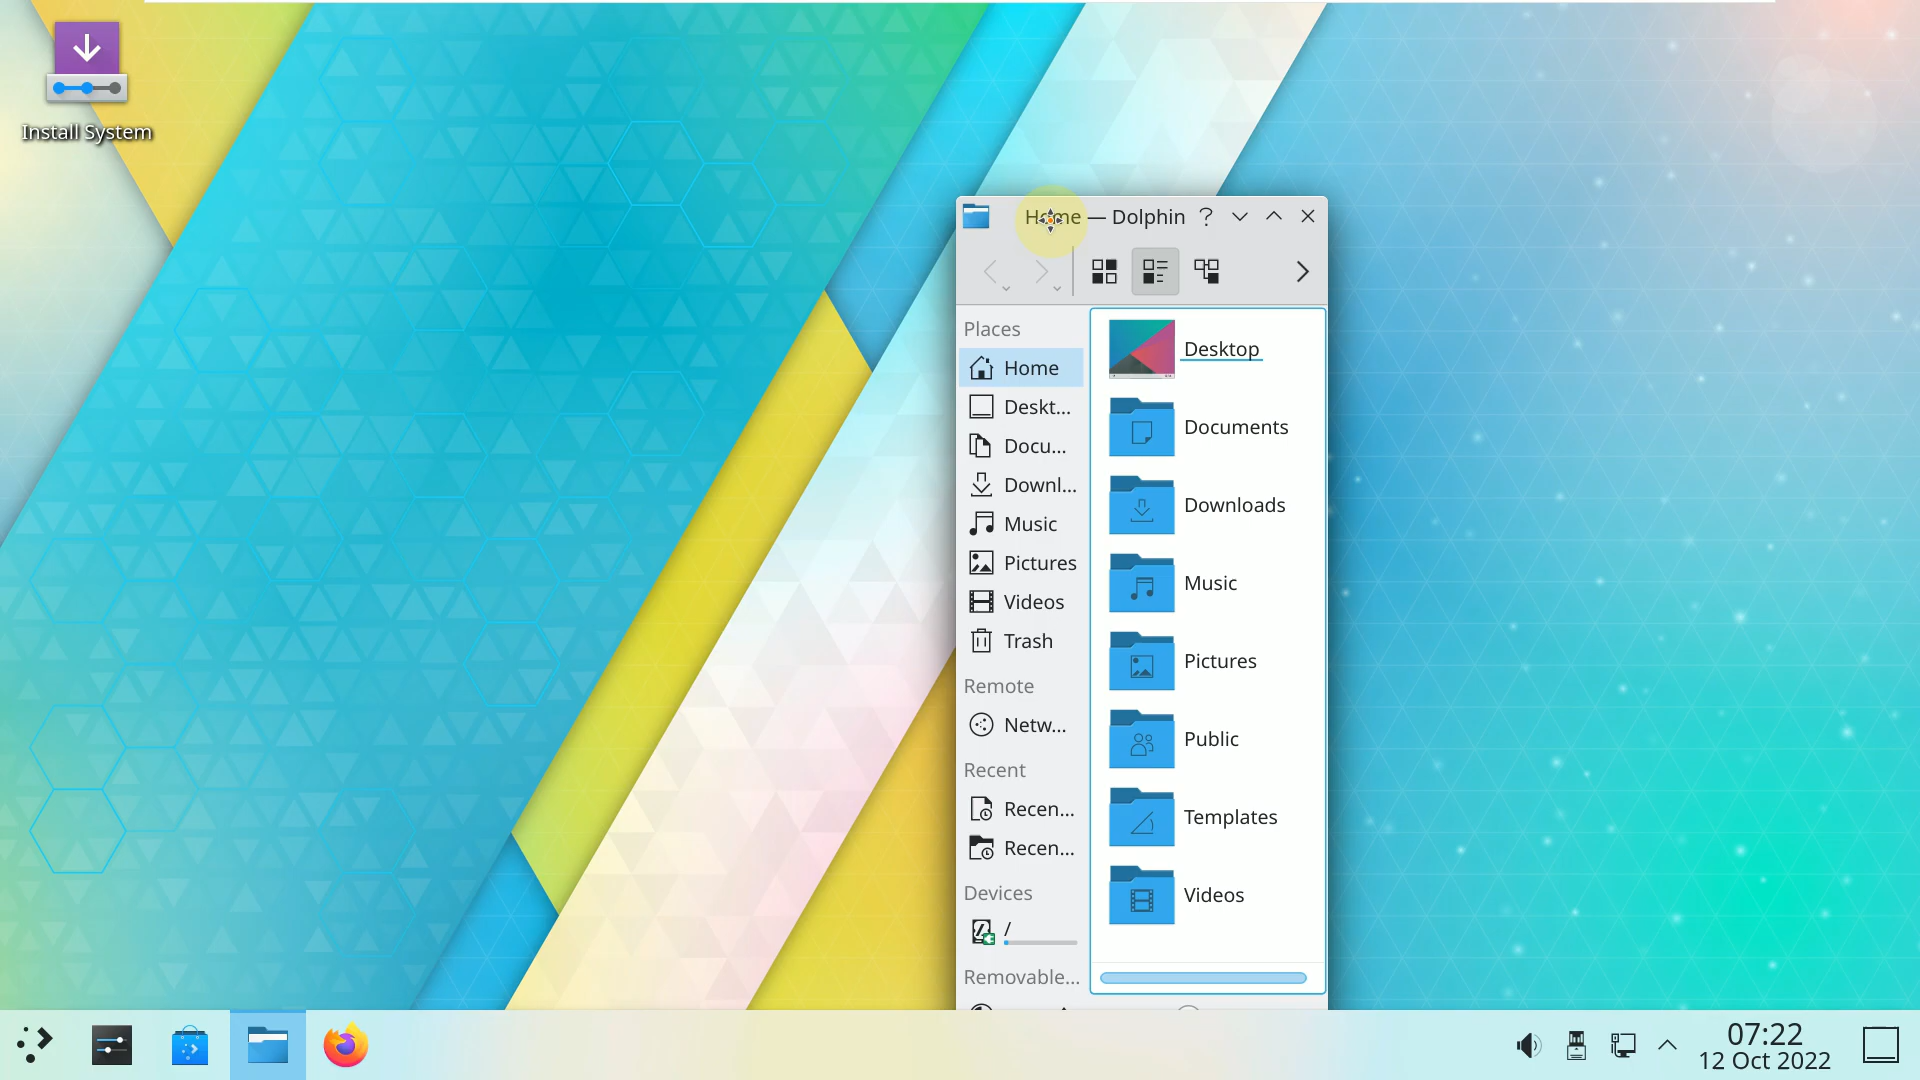 Install System
Home — Dolphin
Places
Home
Deskt...
Docu...
Downl...
Music
Pictures
Videos
Trash
Remote
Netw...
Recent
Recen...
Recen...
Devices
/
Removable...
Desktop
Documents
Downloads
Music
Pictures
Public
Templates
Videos
07:22
12 Oct 2022